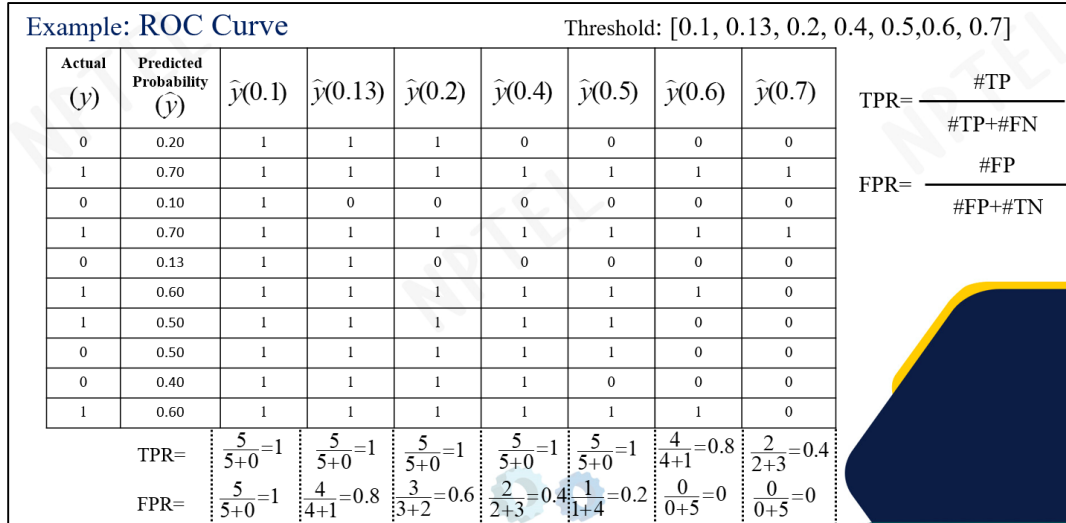 Example: ROC Curve
Threshold: [0.1, 0.13, 0.2, 0.4, 0.5,0.6, 0.7]
Actual (y) Predicted Probability (ŷ) ŷ(0.1) ŷ(0.13) ŷ(0.2) ŷ(0.4) ŷ(0.5) ŷ(0.6) ŷ(0.7)
0 0.20 1 1 1 0 0 0 0
1 0.70 1 1 1 1 1 1 1
0 0.10 1 0 0 0 0 0 0
1 0.70 1 1 1 1 1 1 1
0 0.13 1 1 0 0 0 0 0
1 0.60 1 1 1 1 1 1 0
1 0.50 1 1 1 1 1 0 0
0 0.50 1 1 1 1 1 0 0
0 0.40 1 1 1 1 0 0 0
1 0.60 1 1 1 1 1 1 0
TPR= 5/5+0=1 5/5+0=1 5/5+0=1 5/5+0=1 5/5+0=1 4/4+1=0.8 2/2+3=0.4
FPR= 5/5+0=1 4/4+1=0.8 3/3+2=0.6 2/2+3=0.4 1/1+4=0.2 0/0+5=0 0/0+5=0
TPR= #TP / #TP+#FN
FPR= #FP / #FP+#TN
NPTEL
NPTEL
NPTEL